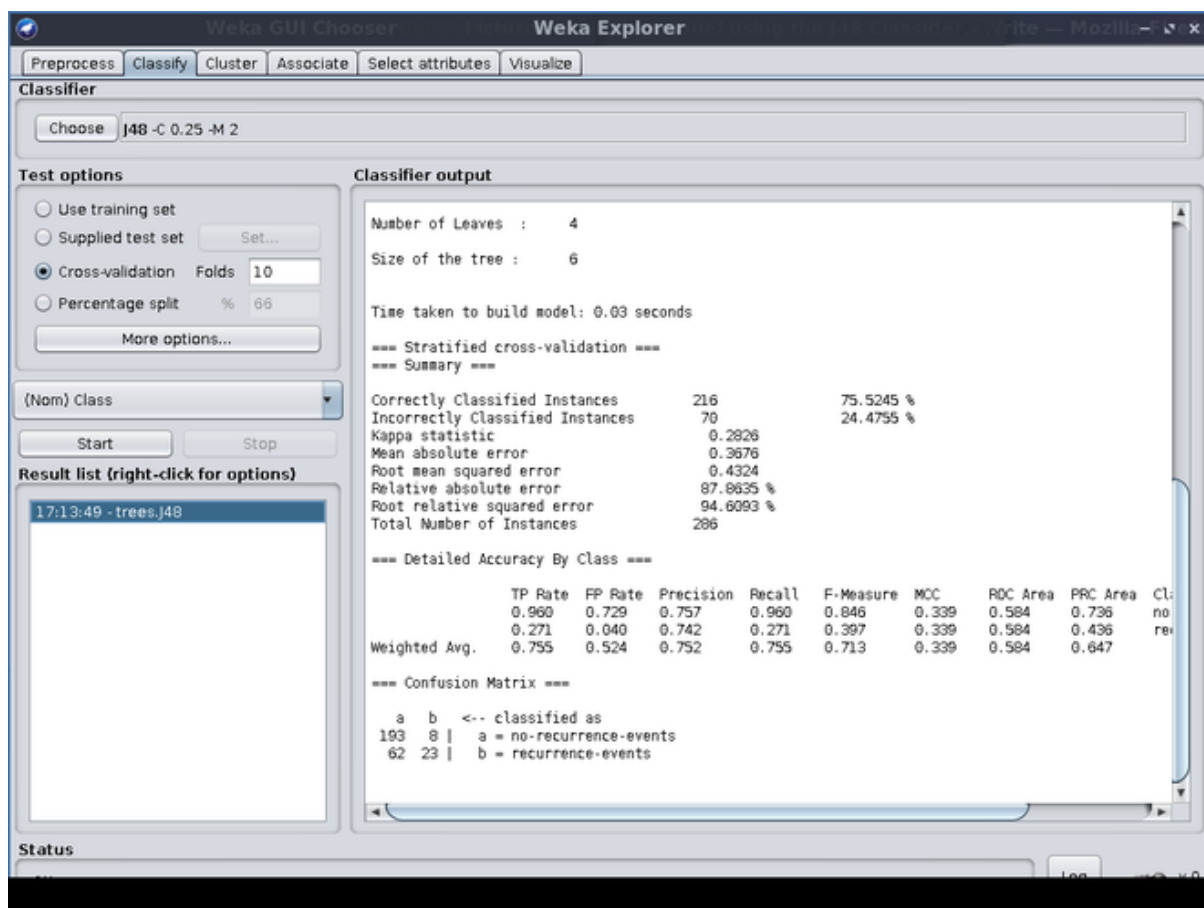 Weka GUI Chooser
Weka Explorer
Preprocess Classify Cluster Associate Select attributes Visualize
Classifier
Choose J48 -C 0.25 -M 2
Test options
Use training set
Supplied test set Set...
Cross-validation Folds 10
Percentage split % 66
More options...
(Nom) Class
Start Stop
Result list (right-click for options)
17:13:49 - trees.J48
Classifier output
Number of Leaves : 4
Size of the tree : 6
Time taken to build model: 0.03 seconds
=== Stratified cross-validation ===
=== Summary ===
Correctly Classified Instances 216 75.5245 %
Incorrectly Classified Instances 70 24.4755 %
Kappa statistic 0.2826
Mean absolute error 0.3676
Root mean squared error 0.4324
Relative absolute error 87.8635 %
Root relative squared error 94.6093 %
Total Number of Instances 286
=== Detailed Accuracy By Class ===
TP Rate FP Rate Precision Recall F-Measure MCC ROC Area PRC Area
0.960 0.729 0.757 0.960 0.846 0.339 0.584 0.736 no
0.271 0.040 0.742 0.271 0.397 0.339 0.584 0.436
Weighted Avg. 0.755 0.524 0.752 0.755 0.713 0.339 0.584 0.647
=== Confusion Matrix ===
a b <-- classified as
193 8 | a = no-recurrence-events
62 23 | b = recurrence-events
Status